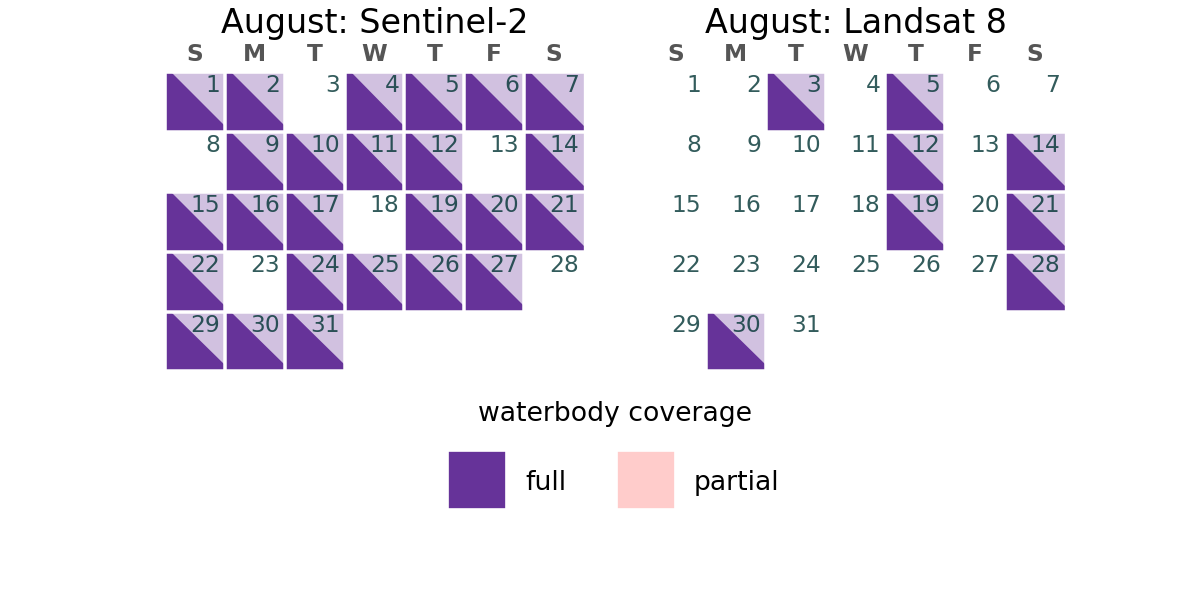 August: Sentinel-2
S M T W T F S
1 2 3 4 5 6 7
8 9 10 11 12 13 14
15 16 17 18 19 20 21
22 23 24 25 26 27 28
29 30 31
August: Landsat 8
S M T W T F S
1 2 3 4 5 6 7
8 9 10 11 12 13 14
15 16 17 18 19 20 21
22 23 24 25 26 27 28
29 30 31
waterbody coverage
full
partial